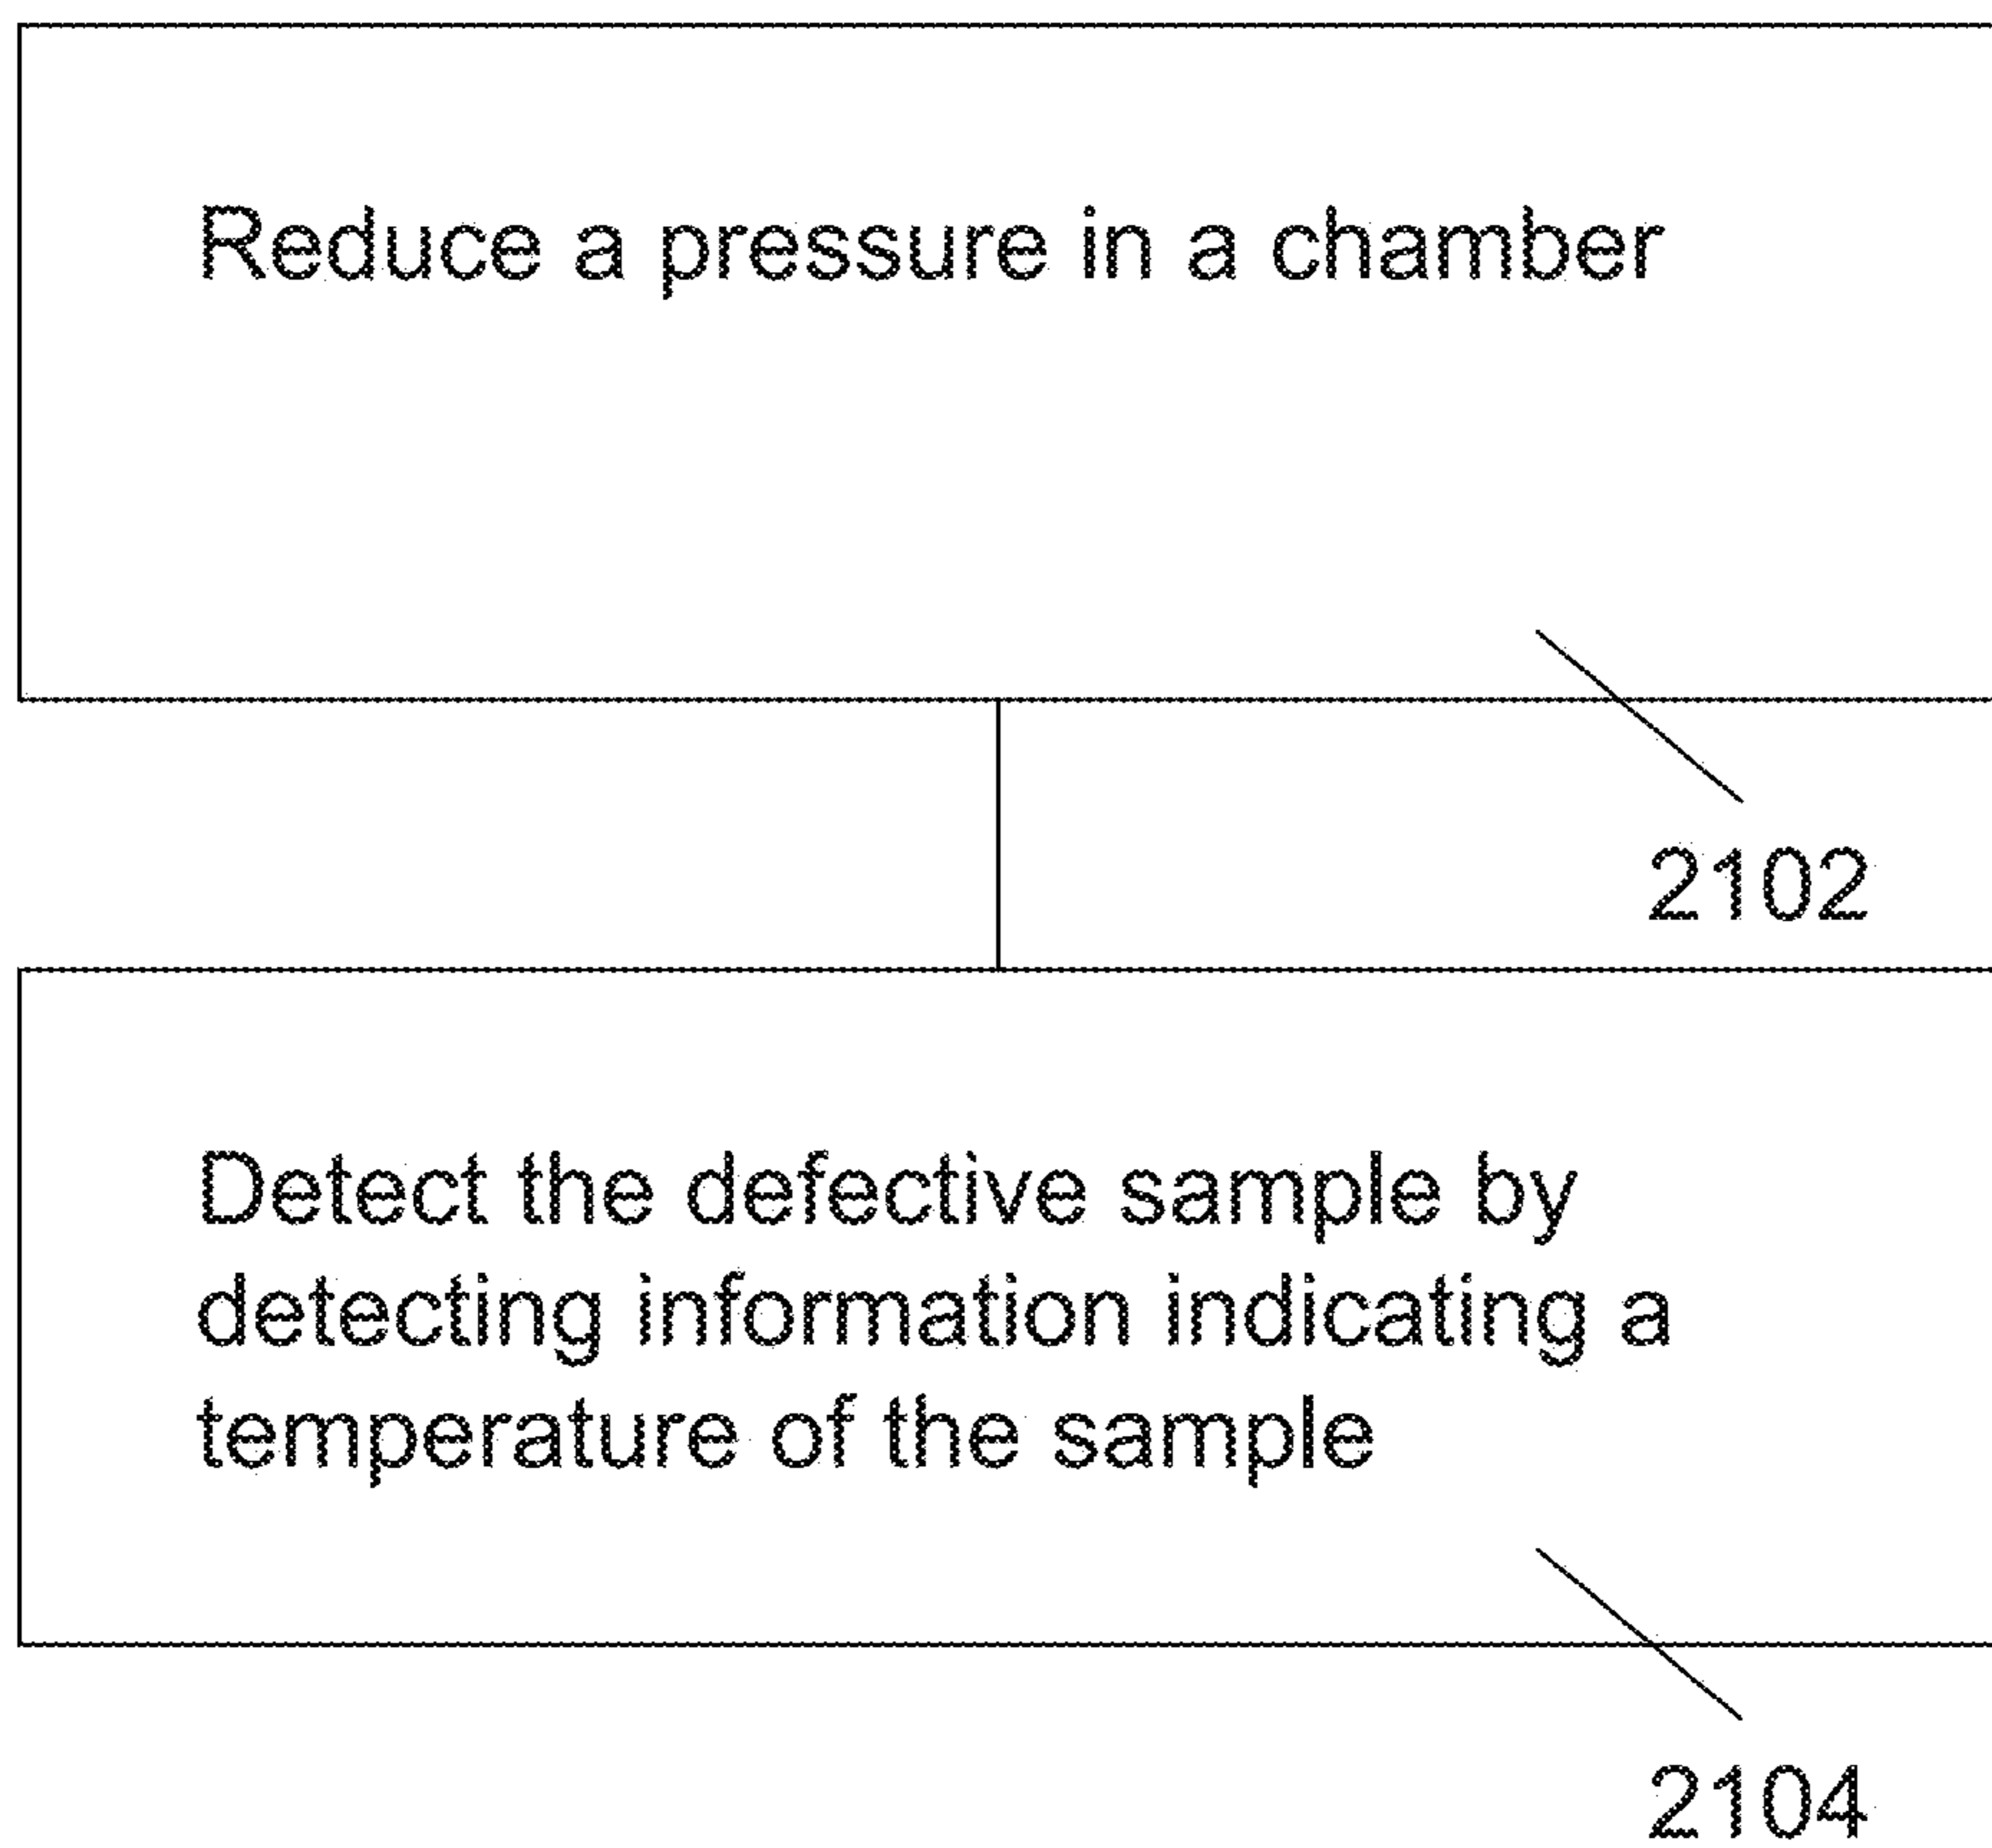 Reduce a pressure in a chamber
2102
Detect the defective sample by
detecting information indicating a
temperature of the sample
2104